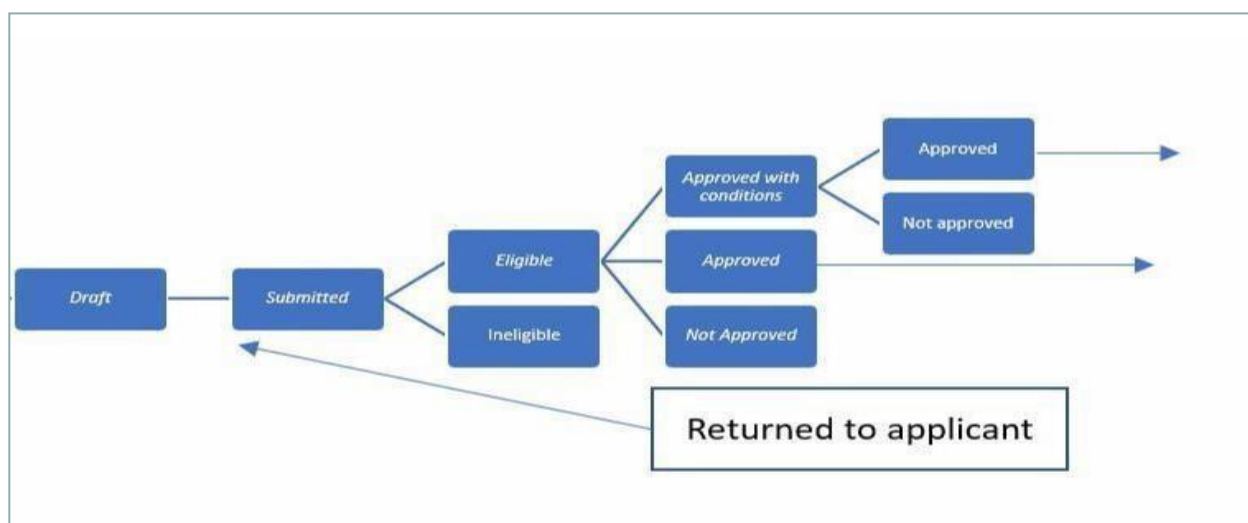 Draft
Submitted
Eligible
Ineligible
Approved with
conditions
Approved
Not Approved
Approved
Not approved
Returned to applicant